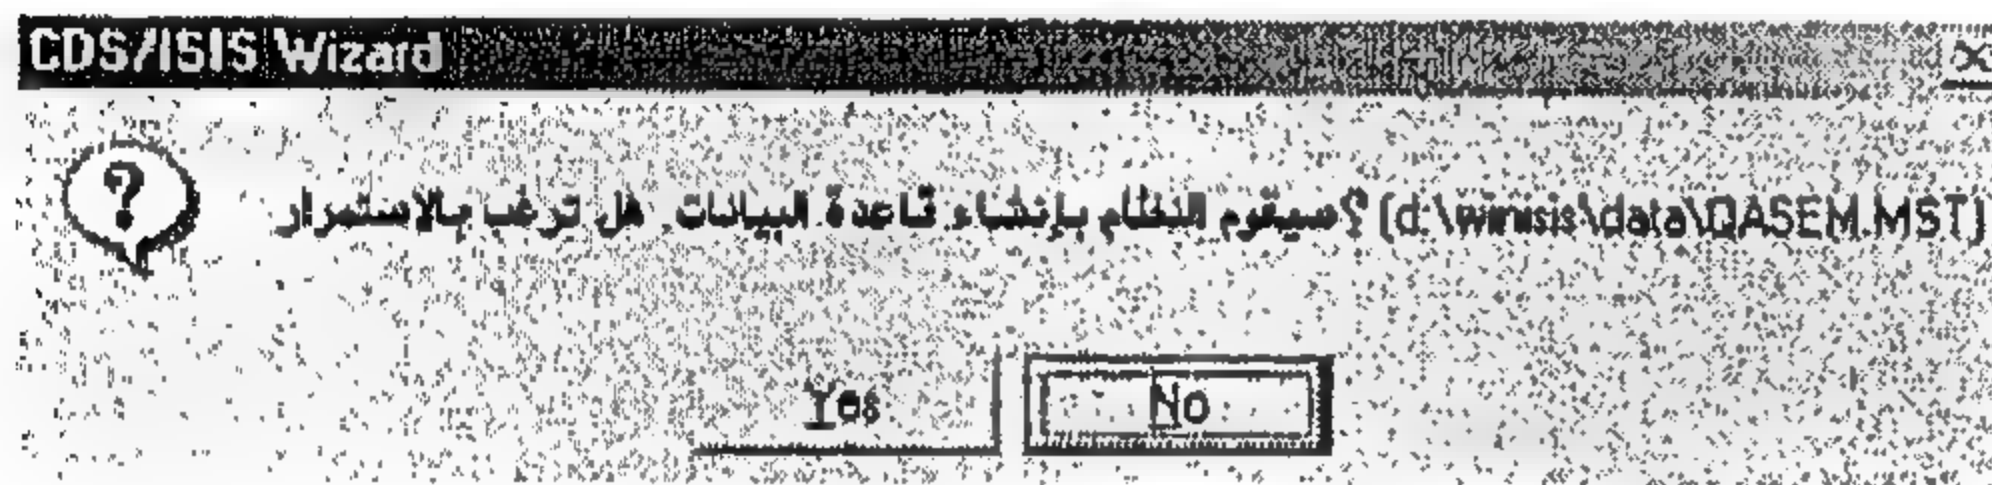 CDS/ISIS Wizard
(d:\winisis\data\QASEM.MST) ؟سيقوم النظام بإنشاء قاعدة البيانات. هل ترغب بالاستمرار
Yes
No